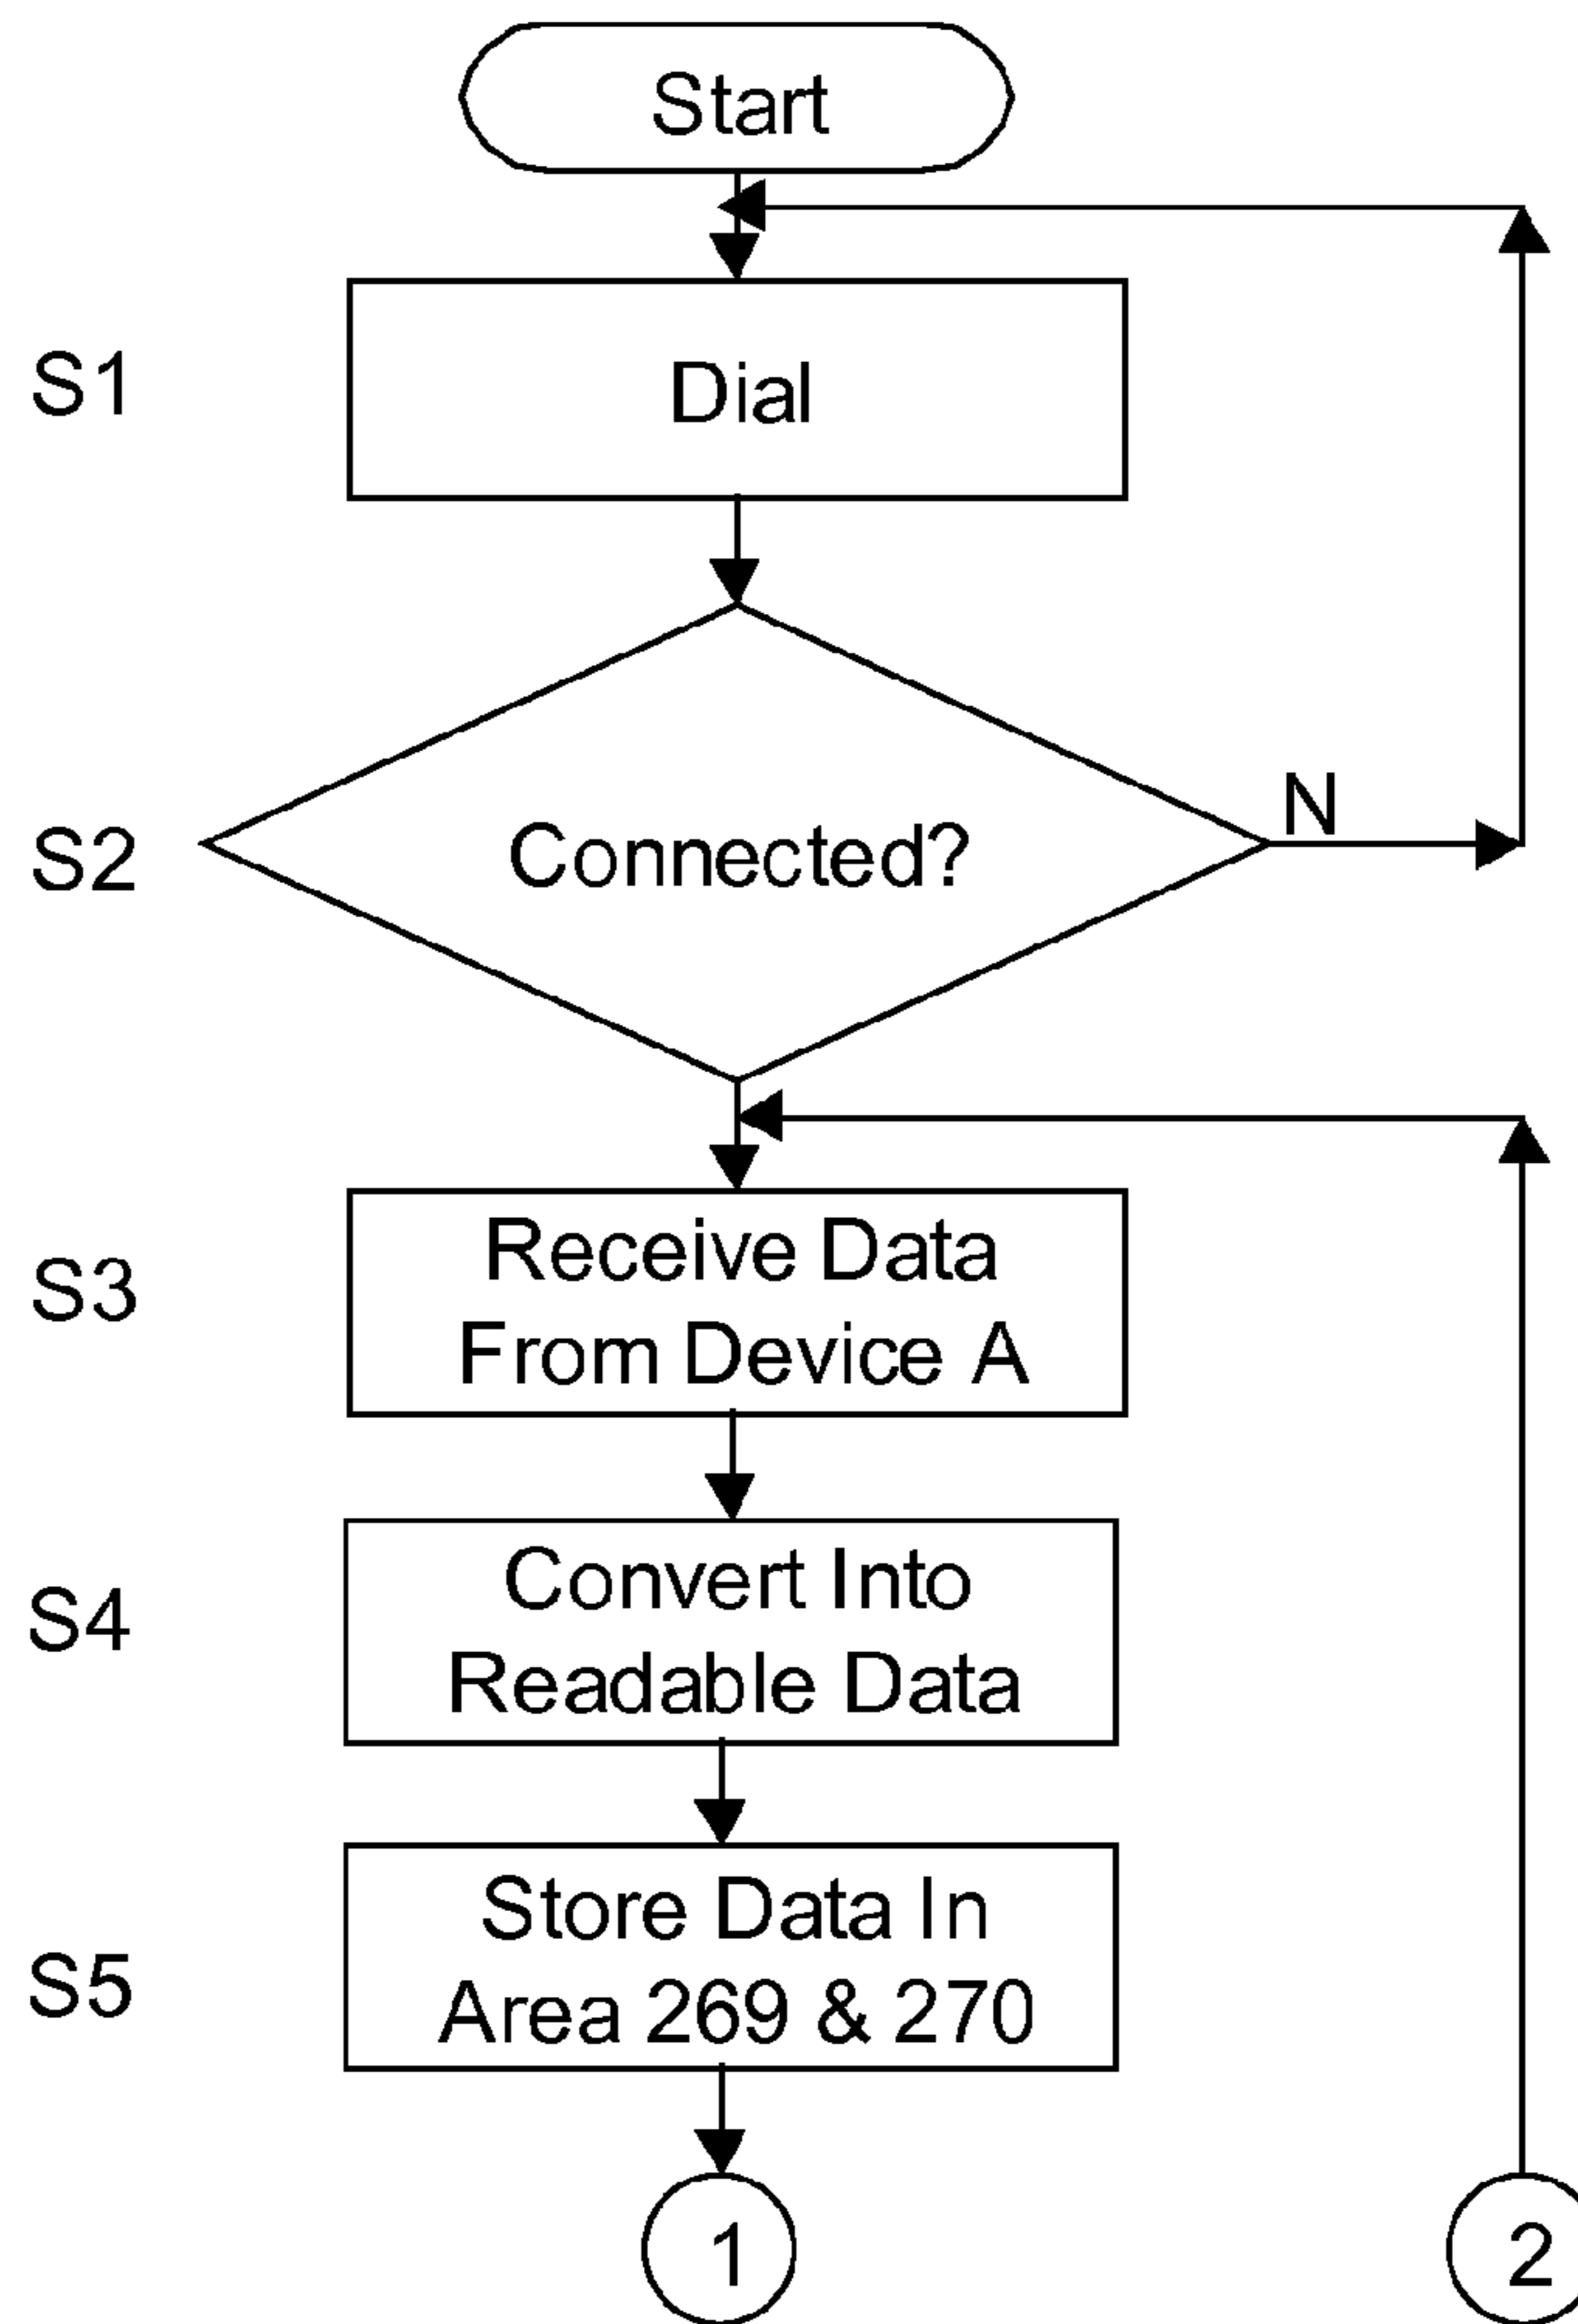 Start
S1
Dial
N
S2
Connected?
S3
Receive Data
From Device A
S4
Convert Into
Readable Data
S5
Store Data In
Area 269 & 270
1
2